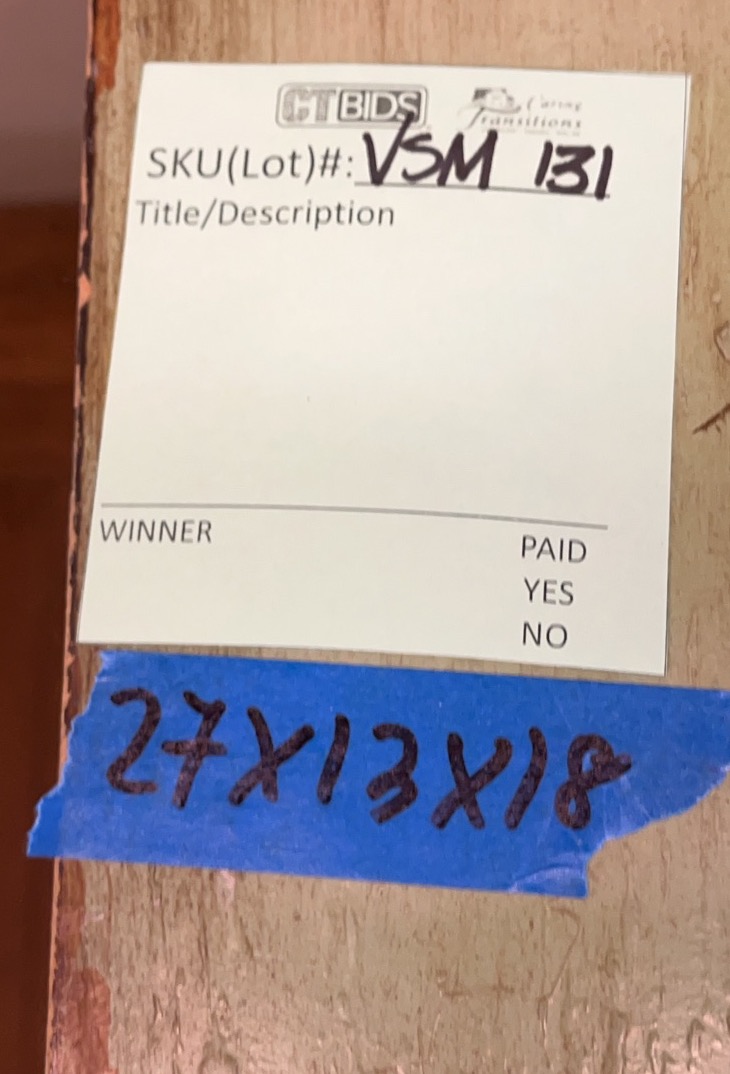 CTBIDS Caring Transitions
SKU(Lot)#: VSM 131
Title/Description
WINNER
PAID
YES
NO
27X13X18